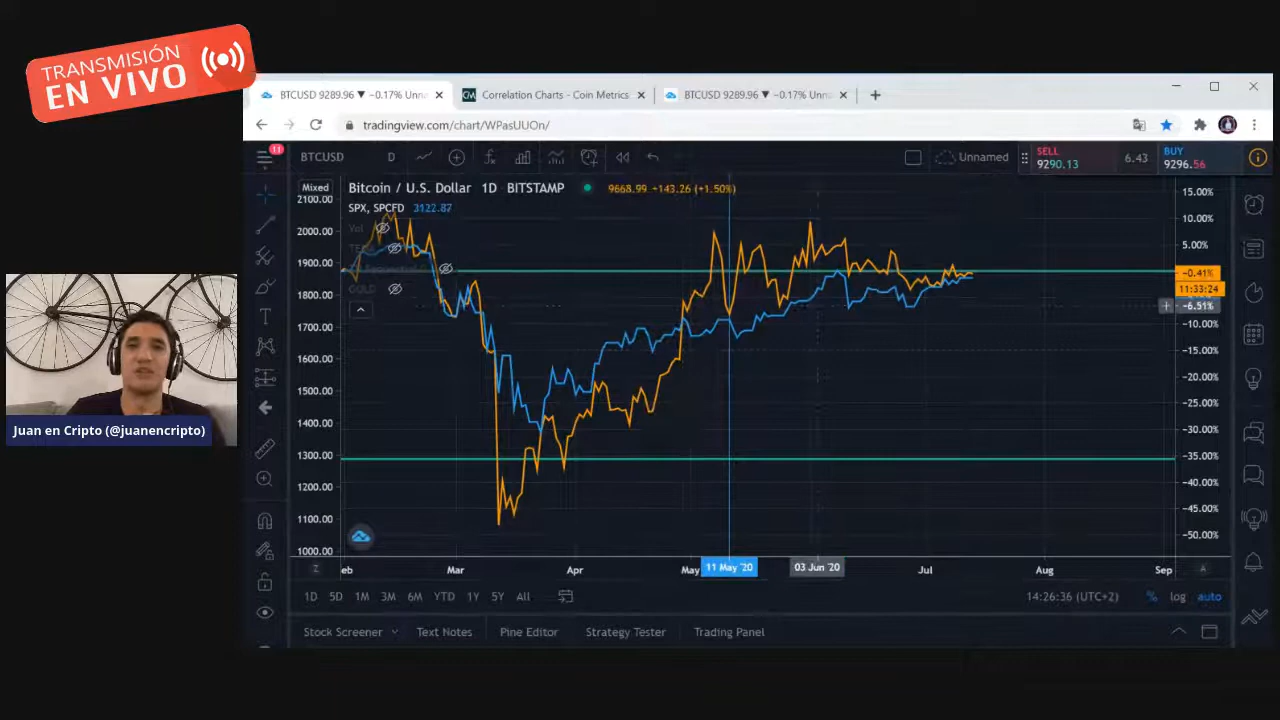 TRANSMISIÓN
EN VIVO
BTCUSD 9289.96 ▼ −0.17% Unna
Correlation Charts - Coin Metrics
BTCUSD 9289.96 ▼ −0.17% Unna
tradingview.com/chart/WPasUUOn/
11
BTCUSD
D
Unnamed
SELL
9290.13
6.43
BUY
9296.56
Mixed
Bitcoin / U.S. Dollar 1D BITSTAMP
9668.99 +143.26 (+1.50%)
SPX, SPCFD 3122.87
Vol
GOLD
2100.00
2000.00
1900.00
1800.00
1700.00
1600.00
1500.00
1400.00
1300.00
1200.00
1100.00
1000.00
15.00%
10.00%
5.00%
−0.41%
11:33:24
−6.51%
−10.00%
−15.00%
−20.00%
−25.00%
−30.00%
−35.00%
−40.00%
−45.00%
−50.00%
Juan en Cripto (@juanencripto)
Z
eb
Mar
Apr
May
11 May '20
03 Jun '20
Jul
Aug
Sep
A
1D 5D 1M 3M 6M YTD 1Y 5Y All
14:26:36 (UTC+2)
% log auto
Stock Screener
Text Notes
Pine Editor
Strategy Tester
Trading Panel